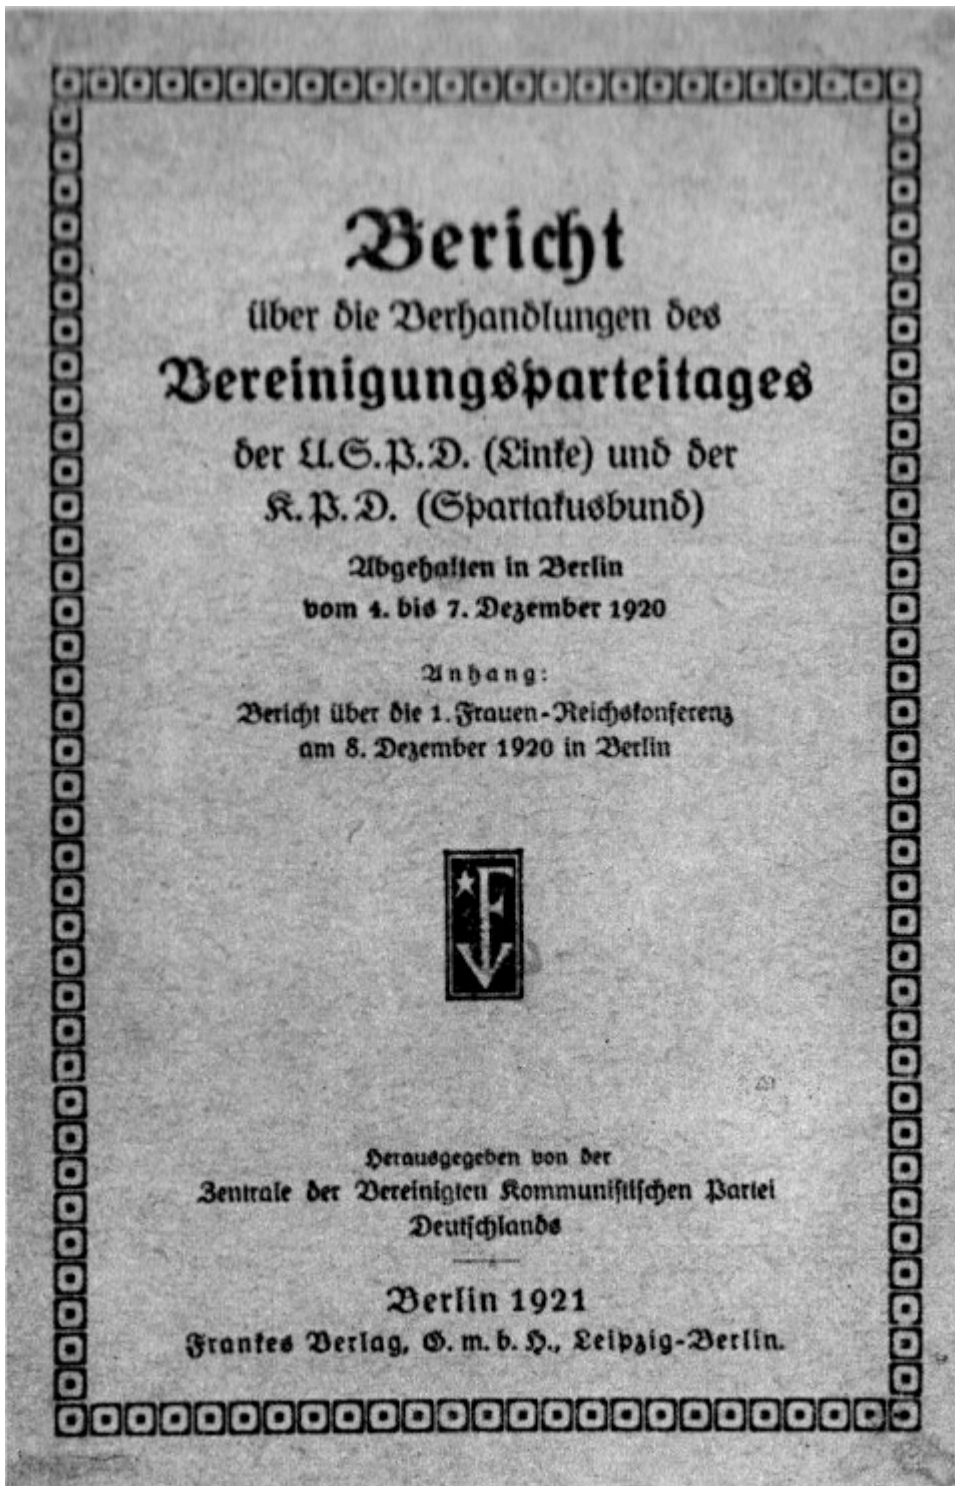 Bericht
über die Verhandlungen des
Vereinigungsparteitages
der U.S.P.D. (Linke) und der
K.P.D. (Spartakusbund)
Abgehalten in Berlin
vom 4. bis 7. Dezember 1920
Anhang:
Bericht über die 1. Frauen-Reichskonferenz
am 8. Dezember 1920 in Berlin
F
Herausgegeben von der
Zentrale der Vereinigten Kommunistischen Partei
Deutschlands
Berlin 1921
Frankes Verlag, G. m. b. H., Leipzig-Berlin.